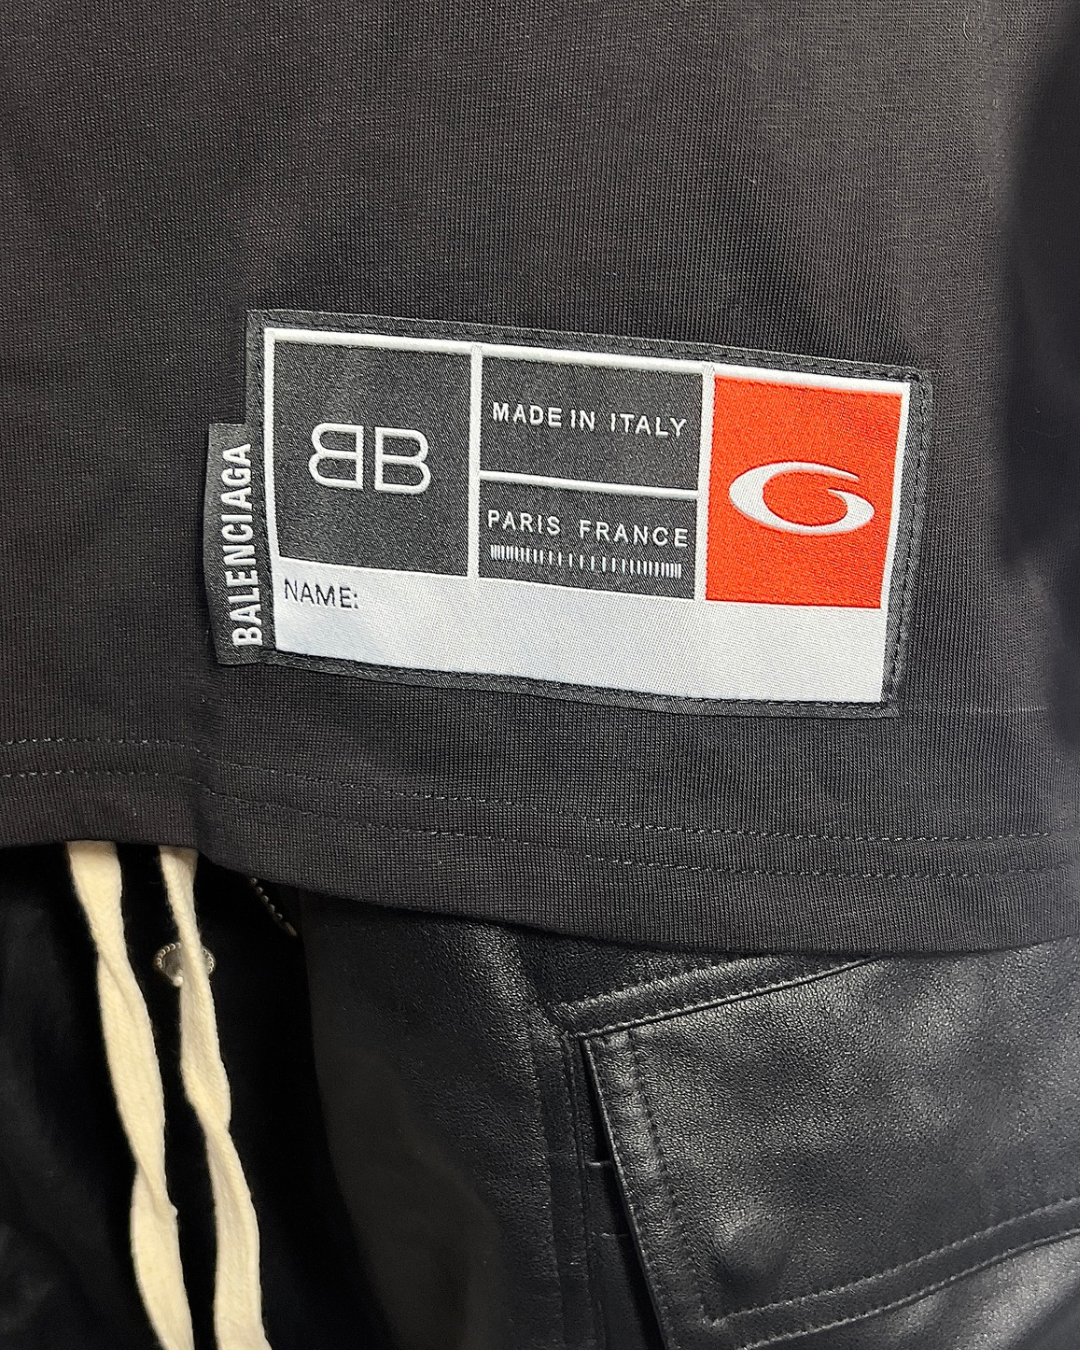 BALENCIAGA
BB
MADE IN ITALY
PARIS FRANCE
G
NAME: